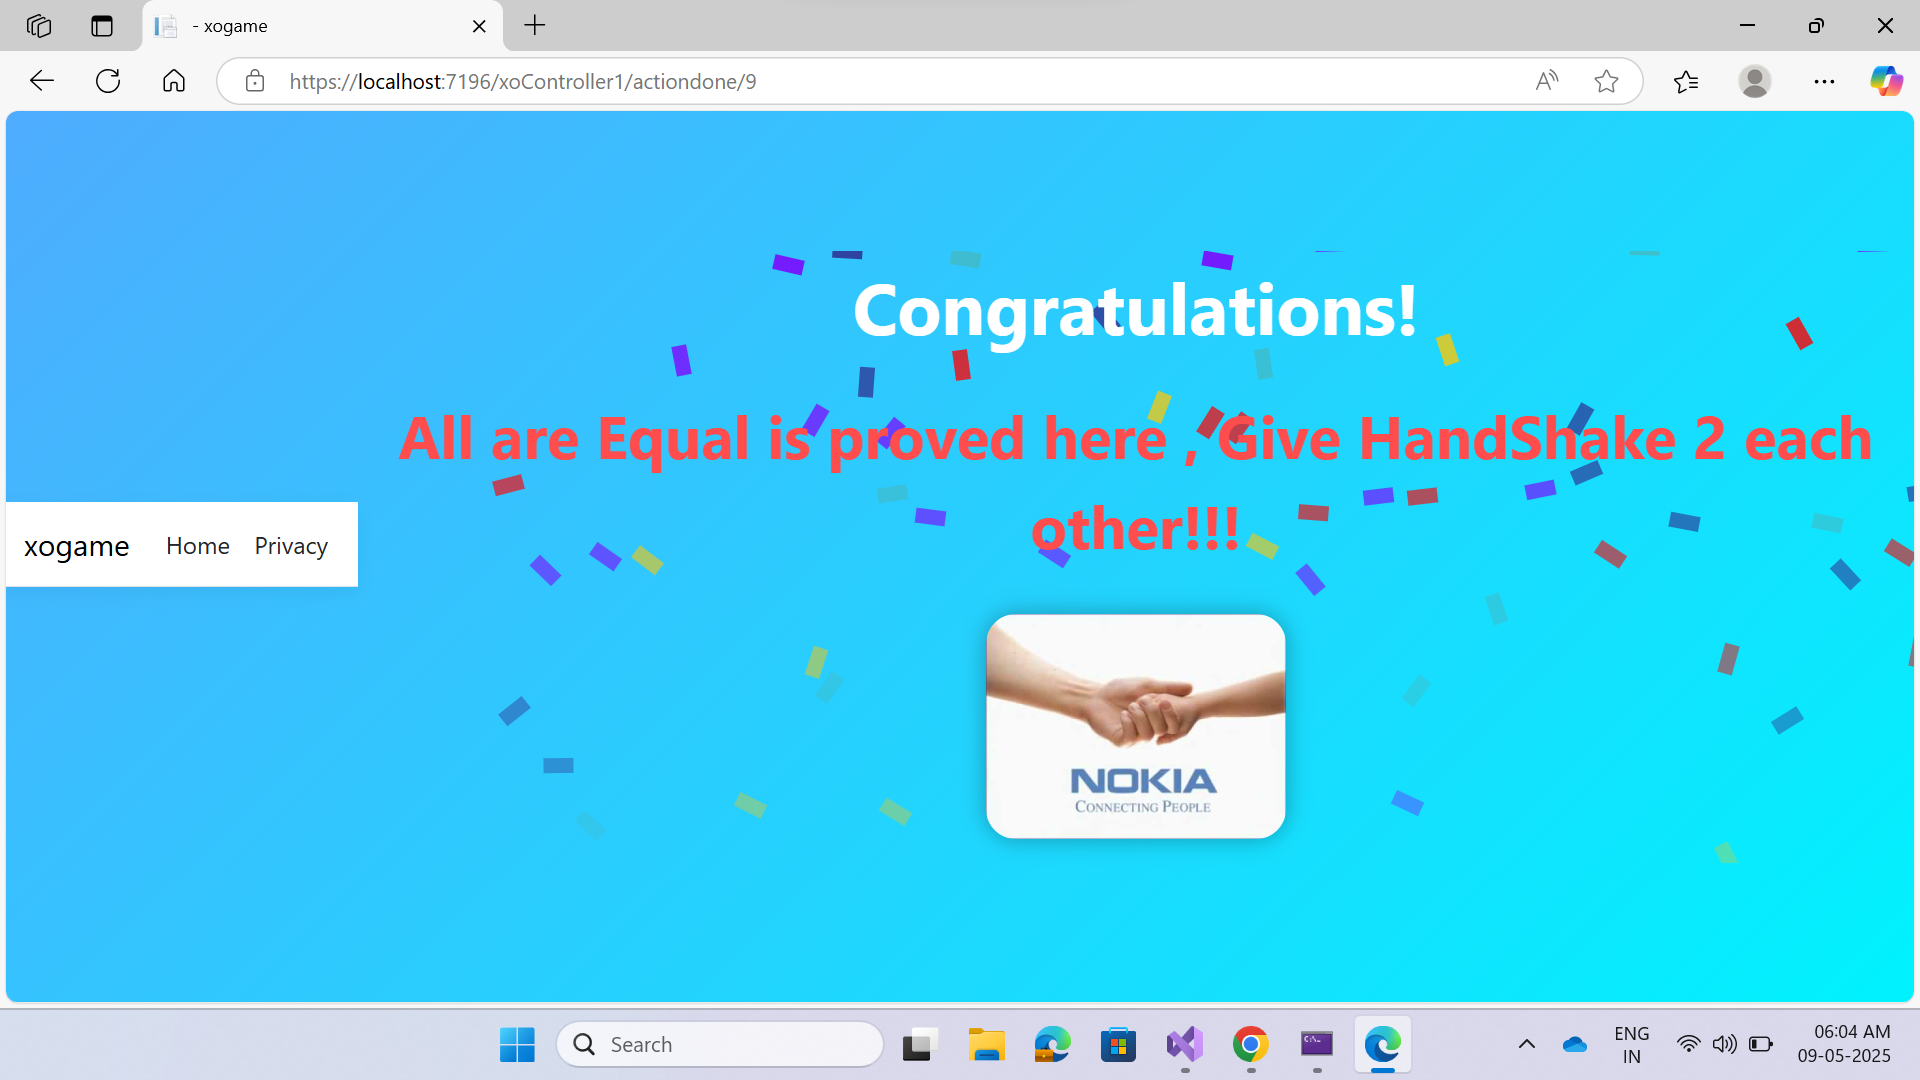 - xogame
https://localhost:7196/xoController1/actiondone/9
Congratulations!
All are Equal is proved here , Give HandShake 2 each
other!!!
xogame Home Privacy
NOKIA
CONNECTING PEOPLE
Search
ENG
IN
06:04 AM
09-05-2025